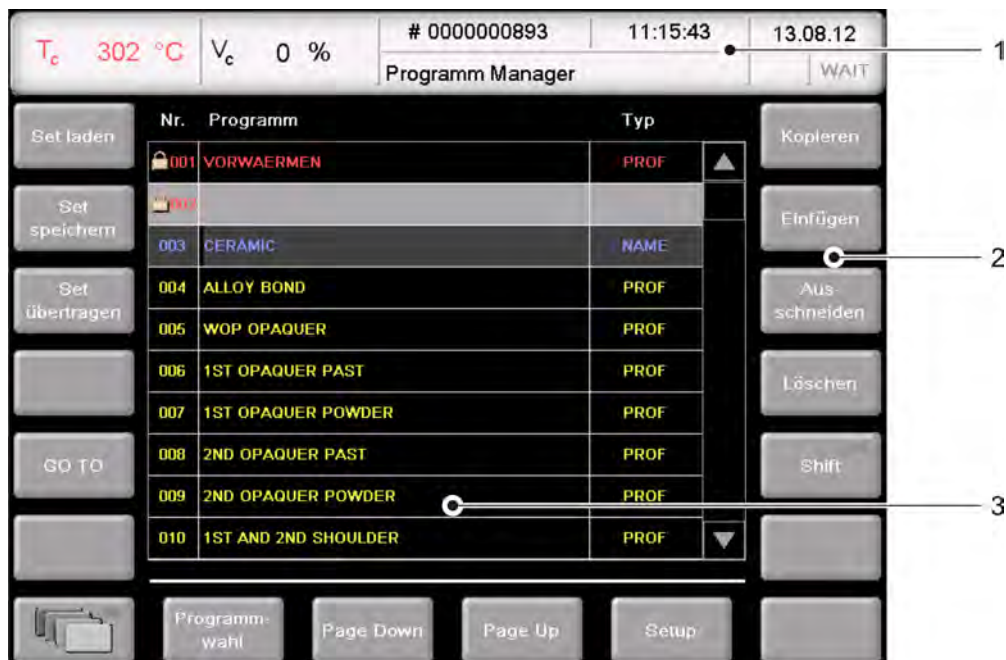 Tc 302 °C Vc 0 % # 0000000893 11:15:43 13.08.12
Programm Manager WAIT
1
Set laden
Set
speichern
Set
übertragen
GO TO
Nr. Programm Typ
001 VORWAERMEN PROF
002
003 CERAMIC NAME
004 ALLOY BOND PROF
005 WOP OPAQUER PROF
006 1ST OPAQUER PAST PROF
007 1ST OPAQUER POWDER PROF
008 2ND OPAQUER PAST PROF
009 2ND OPAQUER POWDER PROF
010 1ST AND 2ND SHOULDER PROF
Kopieren
Einfügen
2
Aus-
schneiden
Löschen
Shift
3
Programm-
wahl
Page Down
Page Up
Setup